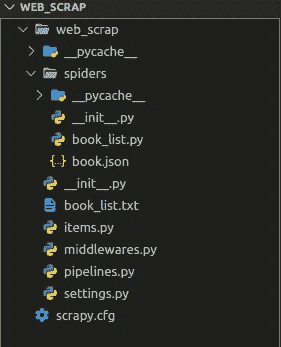 WEB_SCRAP
web_scrap
__pycache__
spiders
__pycache__
__init__.py
book_list.py
book.json
__init__.py
book_list.txt
items.py
middlewares.py
pipelines.py
settings.py
scrapy.cfg